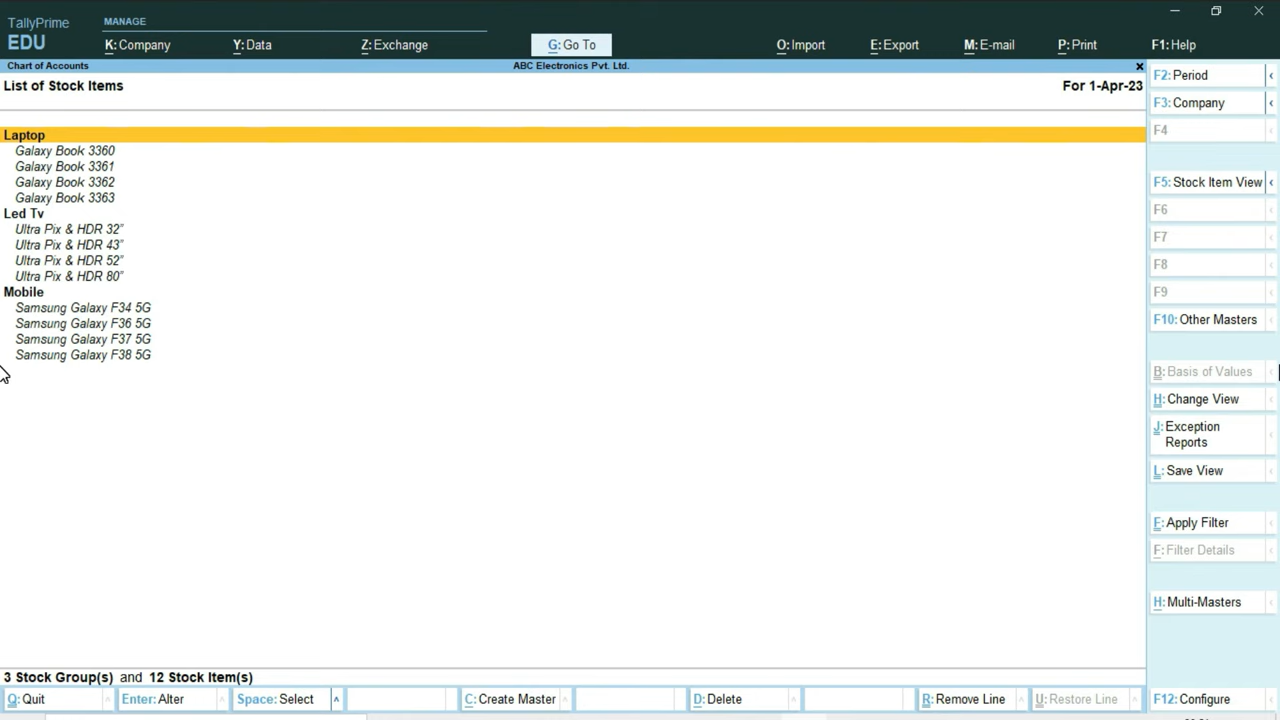 TallyPrime
EDU
MANAGE
K:Company
Y:Data
Z:Exchange
G: Go To
O:Import
E:Export
M:E-mail
P:Print
F1:Help
Chart of Accounts
ABC Electronics Pvt. Ltd.
List of Stock Items
For 1-Apr-23
Laptop
Galaxy Book 3360
Galaxy Book 3361
Galaxy Book 3362
Galaxy Book 3363
Led Tv
Ultra Pix & HDR 32"
Ultra Pix & HDR 43"
Ultra Pix & HDR 52"
Ultra Pix & HDR 80"
Mobile
Samsung Galaxy F34 5G
Samsung Galaxy F36 5G
Samsung Galaxy F37 5G
Samsung Galaxy F38 5G
3 Stock Group(s) and 12 Stock Item(s)
F2: Period
F3: Company
F4
F5: Stock Item View
F6
F7
F8
F9
F10: Other Masters
B: Basis of Values
H: Change View
J: Exception
Reports
L: Save View
F: Apply Filter
F: Filter Details
H: Multi-Masters
Q: Quit
Enter: Alter
Space: Select
C: Create Master
D: Delete
R: Remove Line
U: Restore Line
F12: Configure